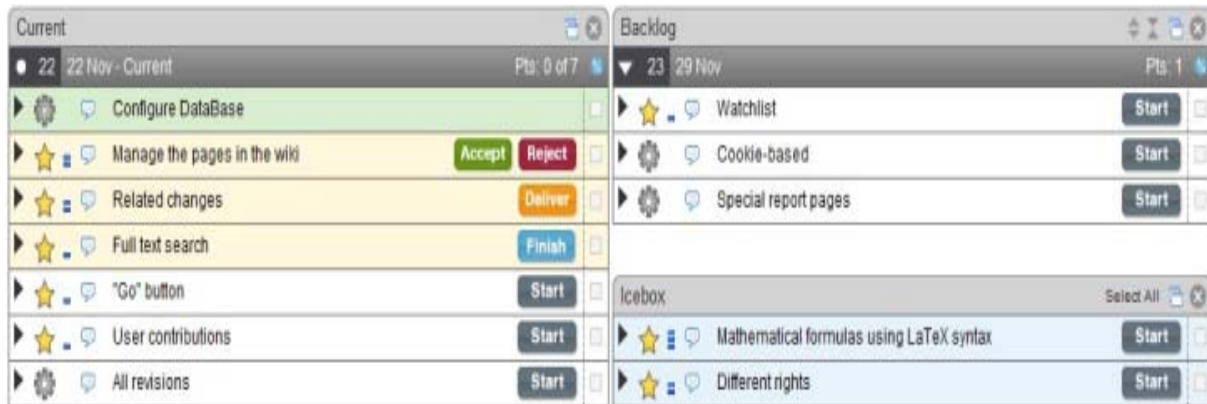 Current
22 22 Nov - Current Pts: 0 of 7
Configure DataBase
Manage the pages in the wiki Accept Reject
Related changes Deliver
Full text search Finish
"Go" button Start
User contributions Start
All revisions Start
Backlog
23 29 Nov Pts: 1
Watchlist Start
Cookie-based Start
Special report pages Start
Icebox Select All
Mathematical formulas using LaTeX syntax Start
Different rights Start